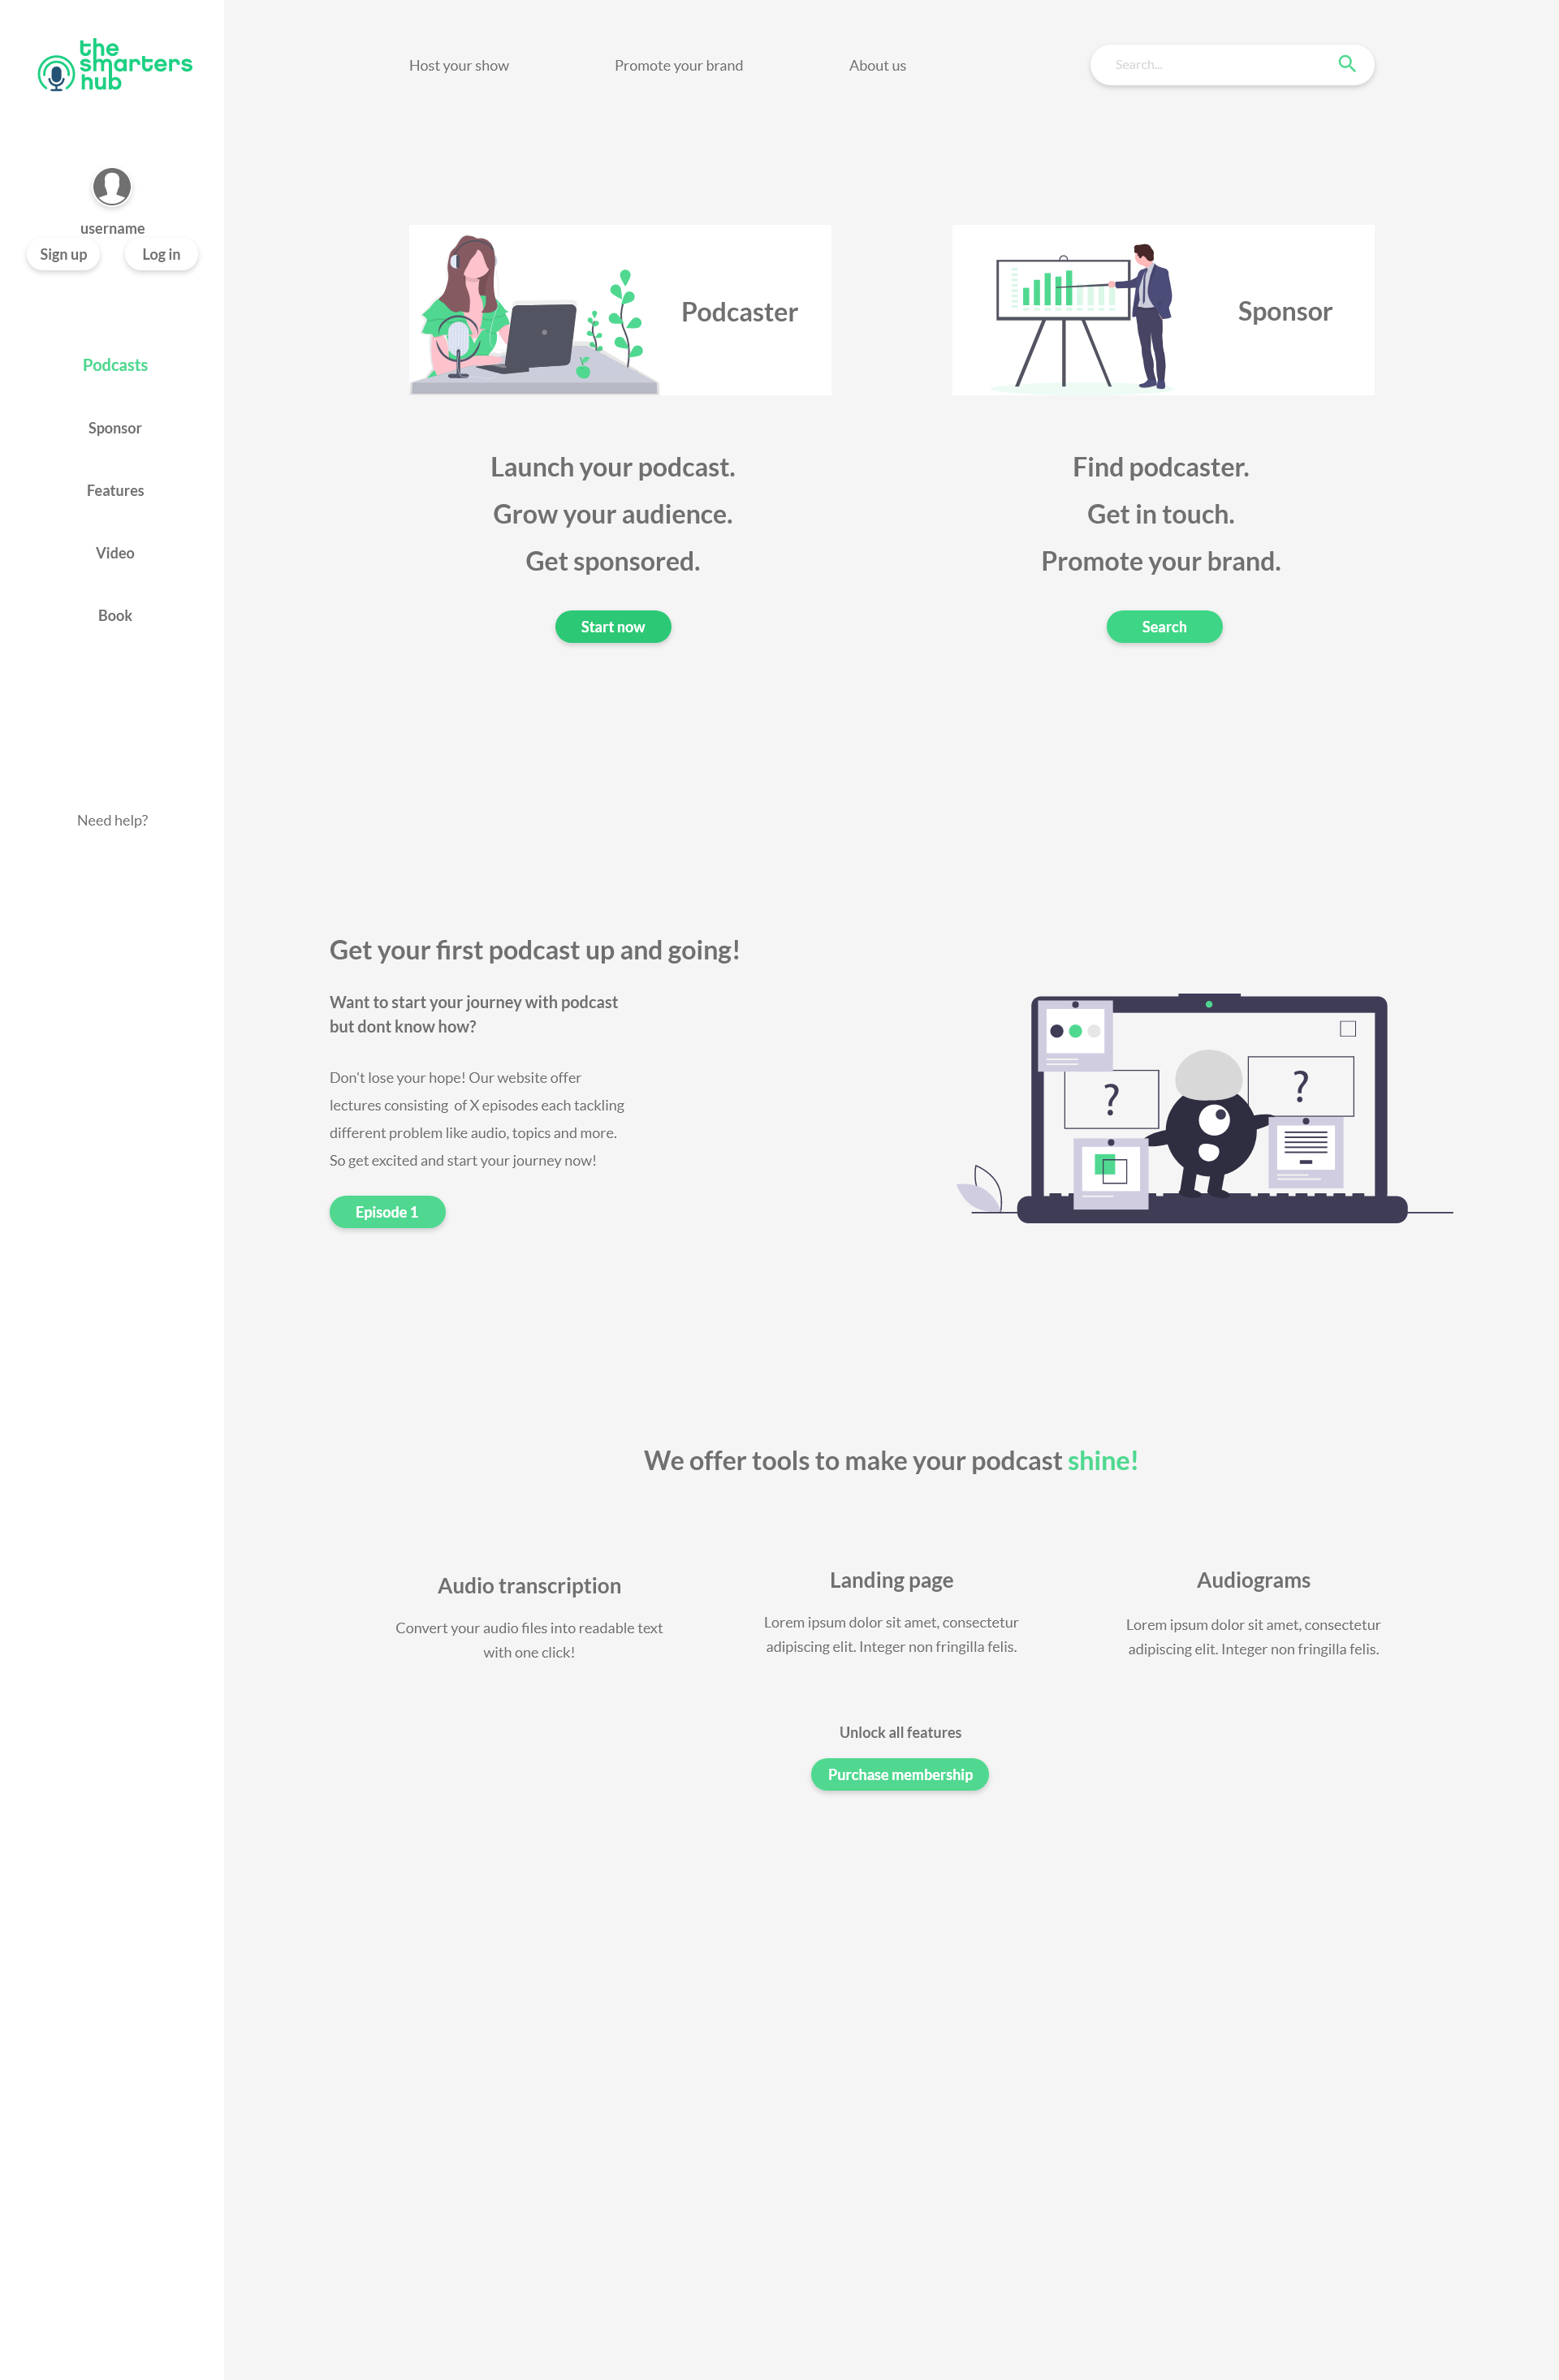 the
smarters
hub
Host your show
Promote your brand
About us
Search...
username
Sign up
Log in
Podcasts
Sponsor
Features
Video
Book
Need help?
Podcaster
Launch your podcast.
Grow your audience.
Get sponsored.
Start now
Sponsor
Find podcaster.
Get in touch.
Promote your brand.
Search
Get your first podcast up and going!
Want to start your journey with podcast
but dont know how?
Don't lose your hope! Our website offer
lectures consisting  of X episodes each tackling
different problem like audio, topics and more.
So get excited and start your journey now!
Episode 1
?
?
We offer tools to make your podcast shine!
Audio transcription
Convert your audio files into readable text
with one click!
Landing page
Lorem ipsum dolor sit amet, consectetur
adipiscing elit. Integer non fringilla felis.
Audiograms
Lorem ipsum dolor sit amet, consectetur
adipiscing elit. Integer non fringilla felis.
Unlock all features
Purchase membership